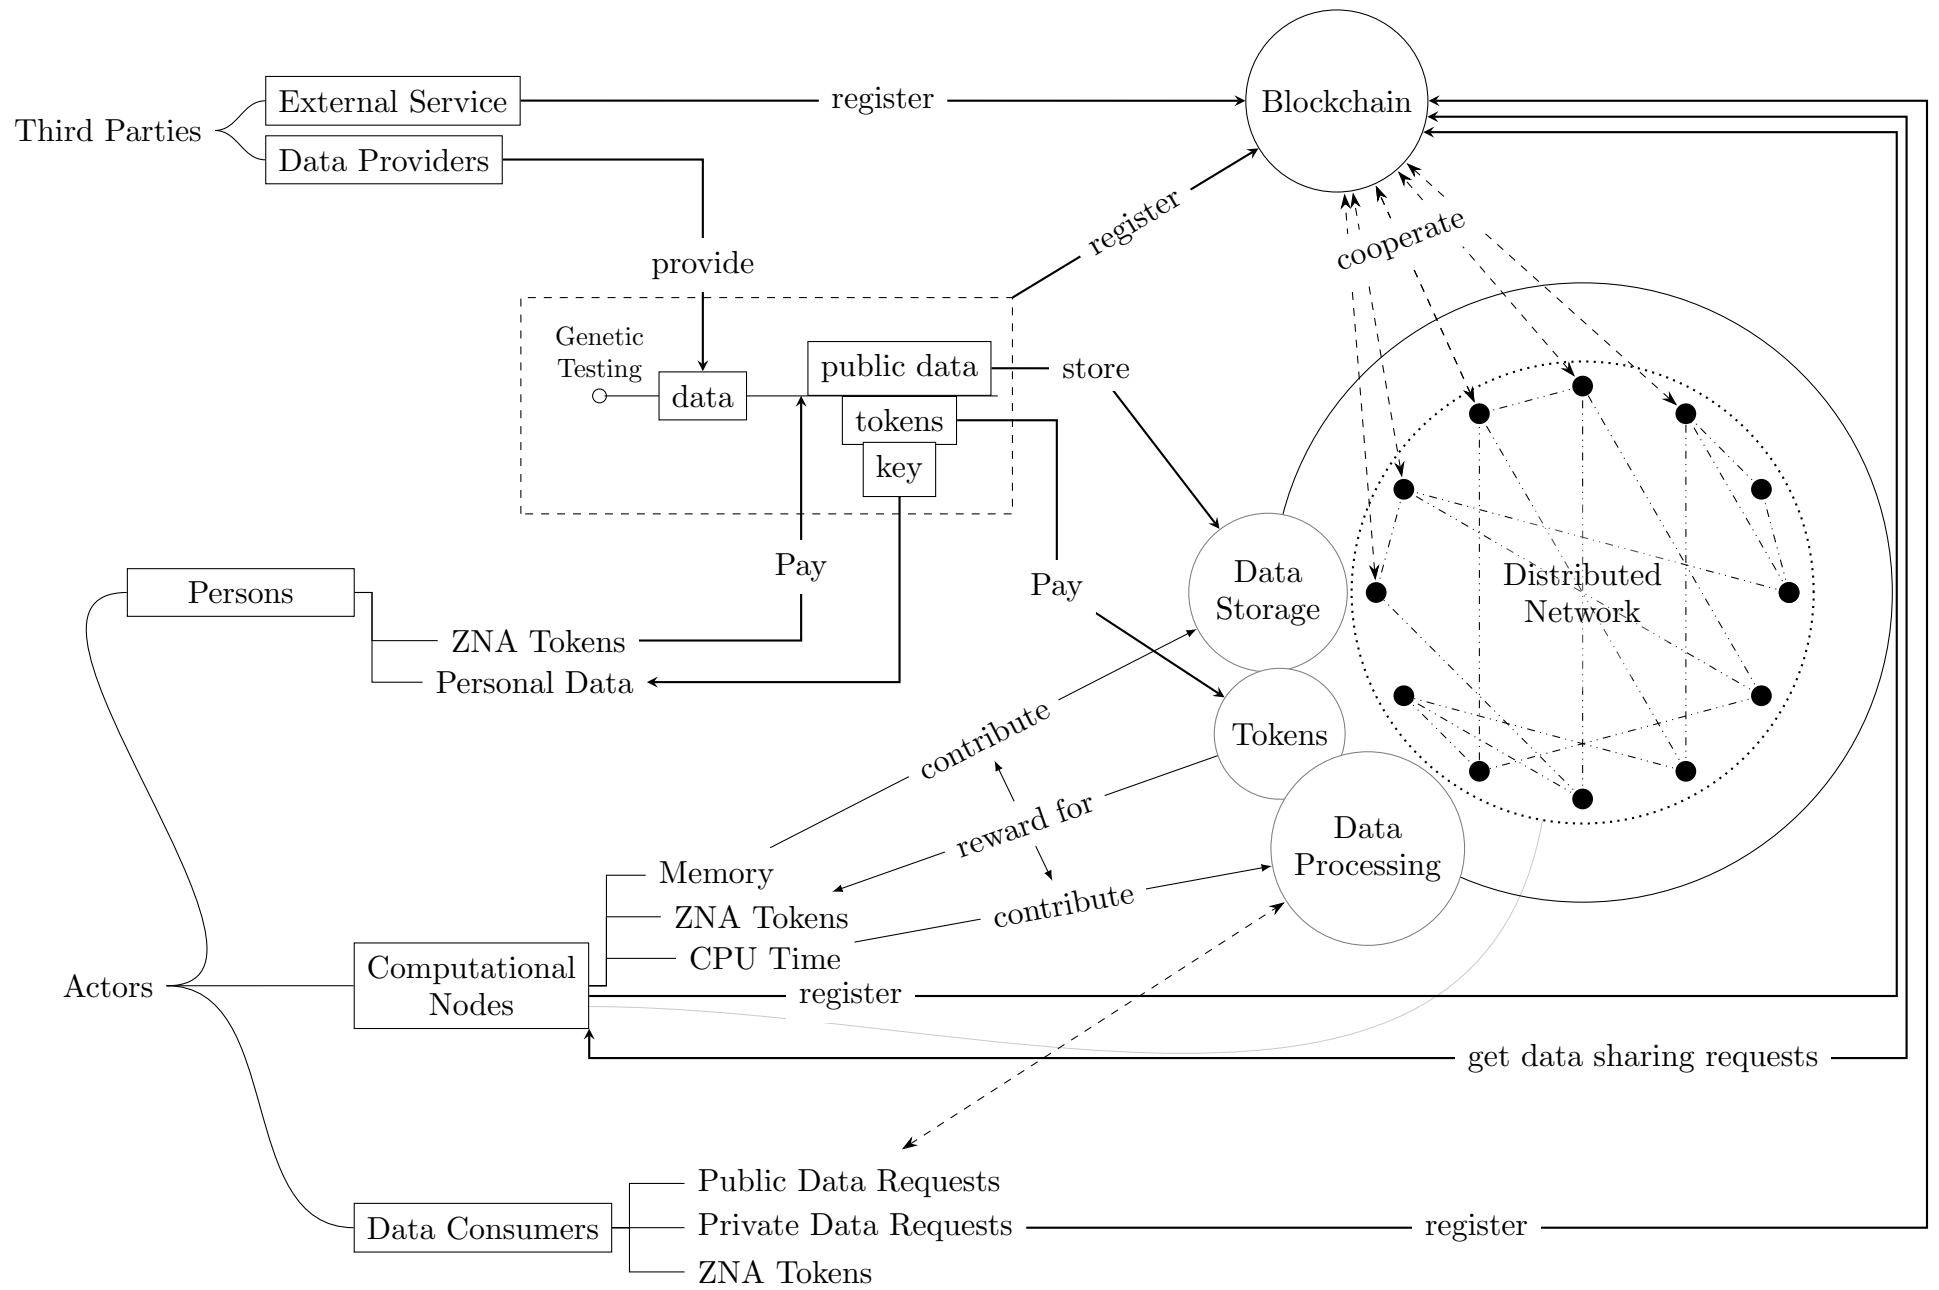 External Service
register
Blockchain
Third Parties
Data Providers
register
cooperate
provide
Genetic
Testing
public data
store
data
tokens
key
Pay
Pay
Data
Storage
Distributed
Network
Persons
ZNA Tokens
Personal Data
contribute
Tokens
reward for
Data
Processing
Memory
contribute
ZNA Tokens
CPU Time
Computational
Nodes
Actors
register
get data sharing requests
Public Data Requests
Data Consumers
Private Data Requests
register
ZNA Tokens